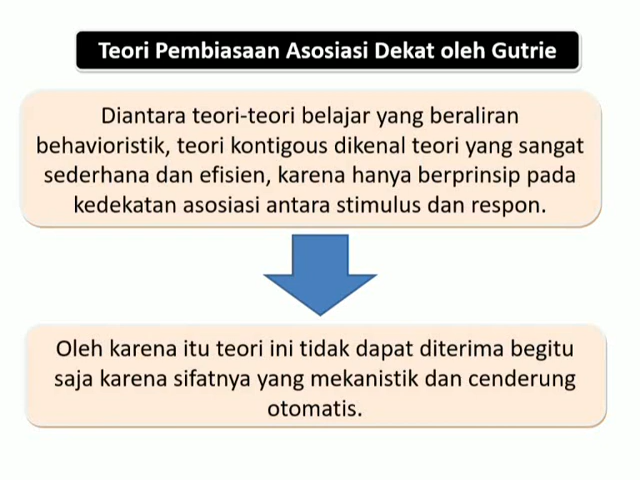 Teori Pembiasaan Asosiasi Dekat oleh Gutrie
Diantara teori-teori belajar yang beraliran
behavioristik, teori kontigous dikenal teori yang sangat
sederhana dan efisien, karena hanya berprinsip pada
kedekatan asosiasi antara stimulus dan respon.
Oleh karena itu teori ini tidak dapat diterima begitu
saja karena sifatnya yang mekanistik dan cenderung
otomatis.